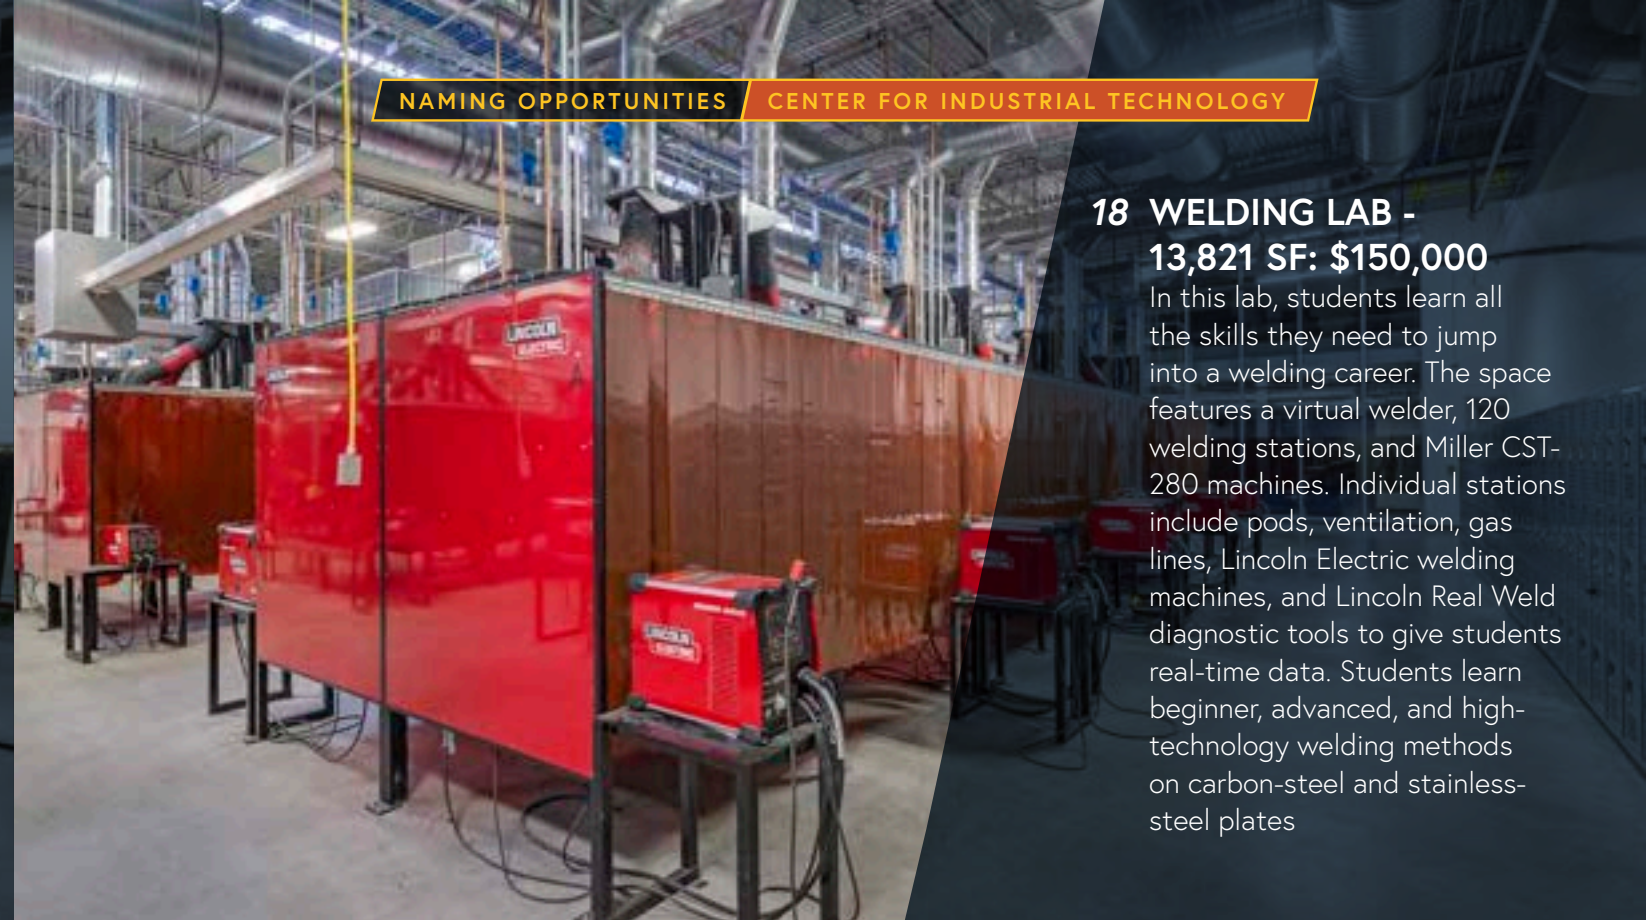 NAMING OPPORTUNITIES CENTER FOR INDUSTRIAL TECHNOLOGY
18 WELDING LAB -
13,821 SF: $150,000
In this lab, students learn all
the skills they need to jump
into a welding career. The space
features a virtual welder, 120
welding stations, and Miller CST-
280 machines. Individual stations
include pods, ventilation, gas
lines, Lincoln Electric welding
machines, and Lincoln Real Weld
diagnostic tools to give students
real-time data. Students learn
beginner, advanced, and high-
technology welding methods
on carbon-steel and stainless-
steel plates
LINCOLN
ELECTRIC
LINCOLN
ELECTRIC